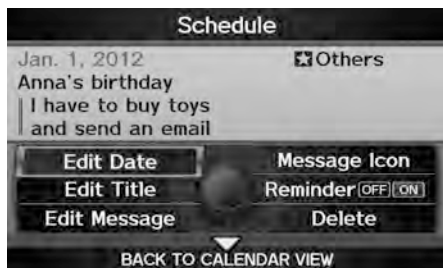 Schedule
Jan. 1, 2012 Others
Anna's birthday
I have to buy toys
and send an email
Edit Date Message Icon
Edit Title Reminder OFF ON
Edit Message Delete
BACK TO CALENDAR VIEW